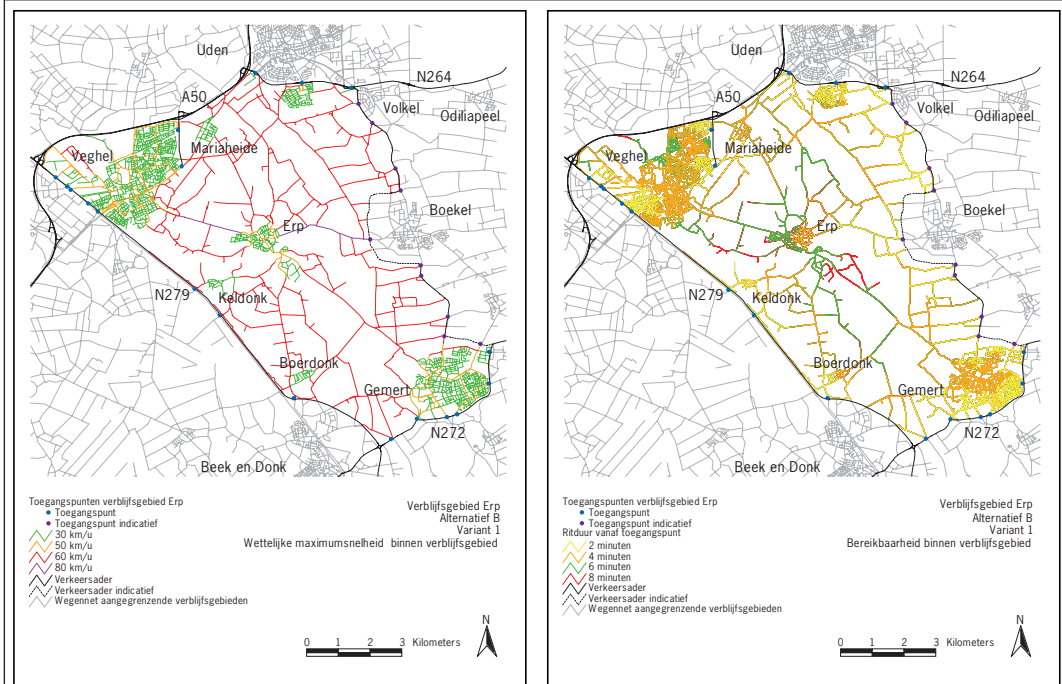 Uden
N264
A50
Volkel
Odiliapeel
Veghel
Mariaheide
Boekel
Erp
N279
Keldonk
Boerdonk
Gemert
N272
Beek en Donk
Toegangspunten verblijfsgebied Erp
Toegangspunt
Toegangspunt indicatief
30 km/u
50 km/u
60 km/u
80 km/u
Verkeersader
Verkeersader indicatief
Wegennet aangegrenzende verblijfsgebieden
Verblijfsgebied Erp
Alternatief B
Variant 1
Wettelijke maximumsnelheid binnen verblijfsgebied
N
0 1 2 3 Kilometers
Uden
N264
A50
Volkel
Odiliapeel
Veghel
Mariaheide
Boekel
Erp
N279
Keldonk
Boerdonk
Gemert
N272
Beek en Donk
Toegangspunten verblijfsgebied Erp
Toegangspunt
Toegangspunt indicatief
Ritduur vanaf toegangspunt
2 minuten
4 minuten
6 minuten
8 minuten
Verkeersader
Verkeersader indicatief
Wegennet aangegrenzende verblijfsgebieden
Verblijfsgebied Erp
Alternatief B
Variant 1
Bereikbaarheid binnen verblijfsgebied
N
0 1 2 3 Kilometers